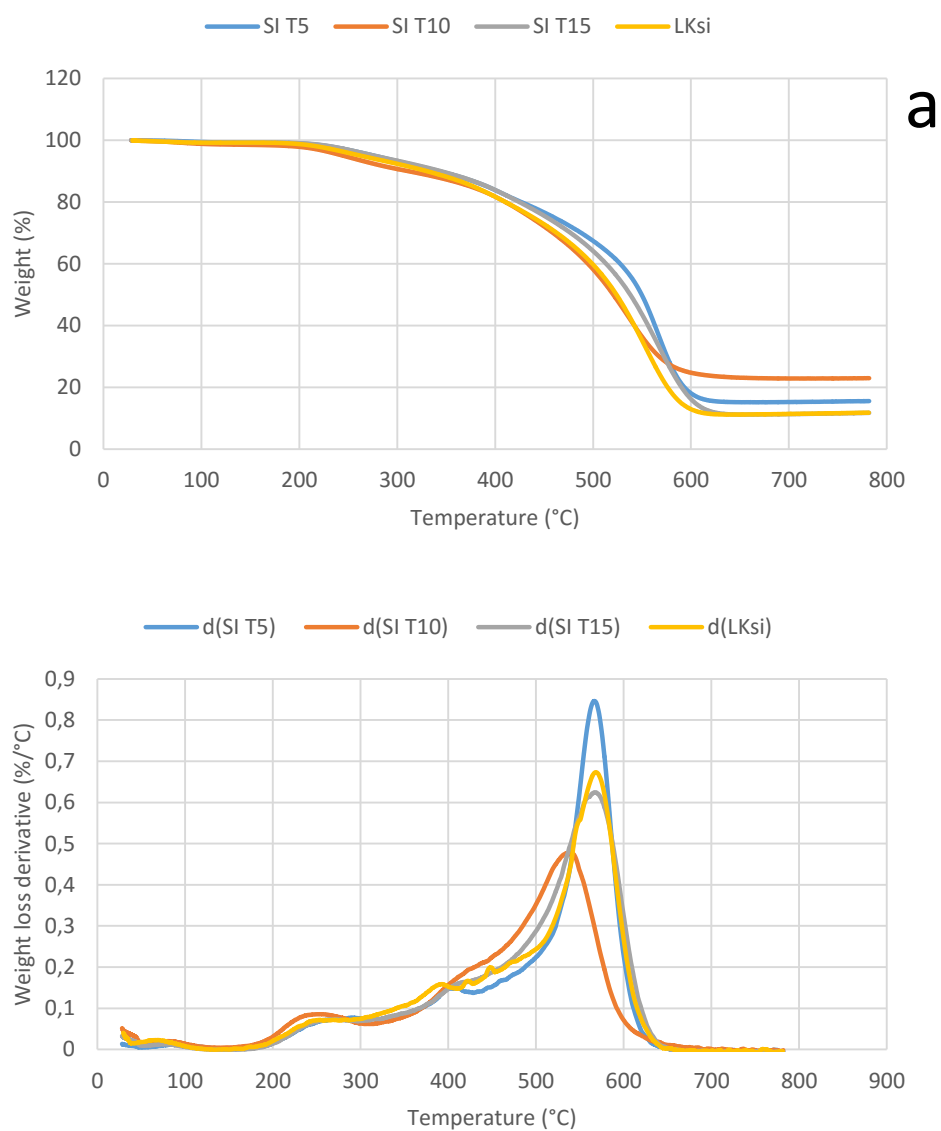 SI T5 SI T10 SI T15 LKsi
a
120
100
80
60
40
20
0
Weight (%)
0 100 200 300 400 500 600 700 800
Temperature (°C)
d(SI T5) d(SI T10) d(SI T15) d(LKsi)
0,9
0,8
0,7
0,6
0,5
0,4
0,3
0,2
0,1
0
Weight loss derivative (%/°C)
0 100 200 300 400 500 600 700 800 900
Temperature (°C)